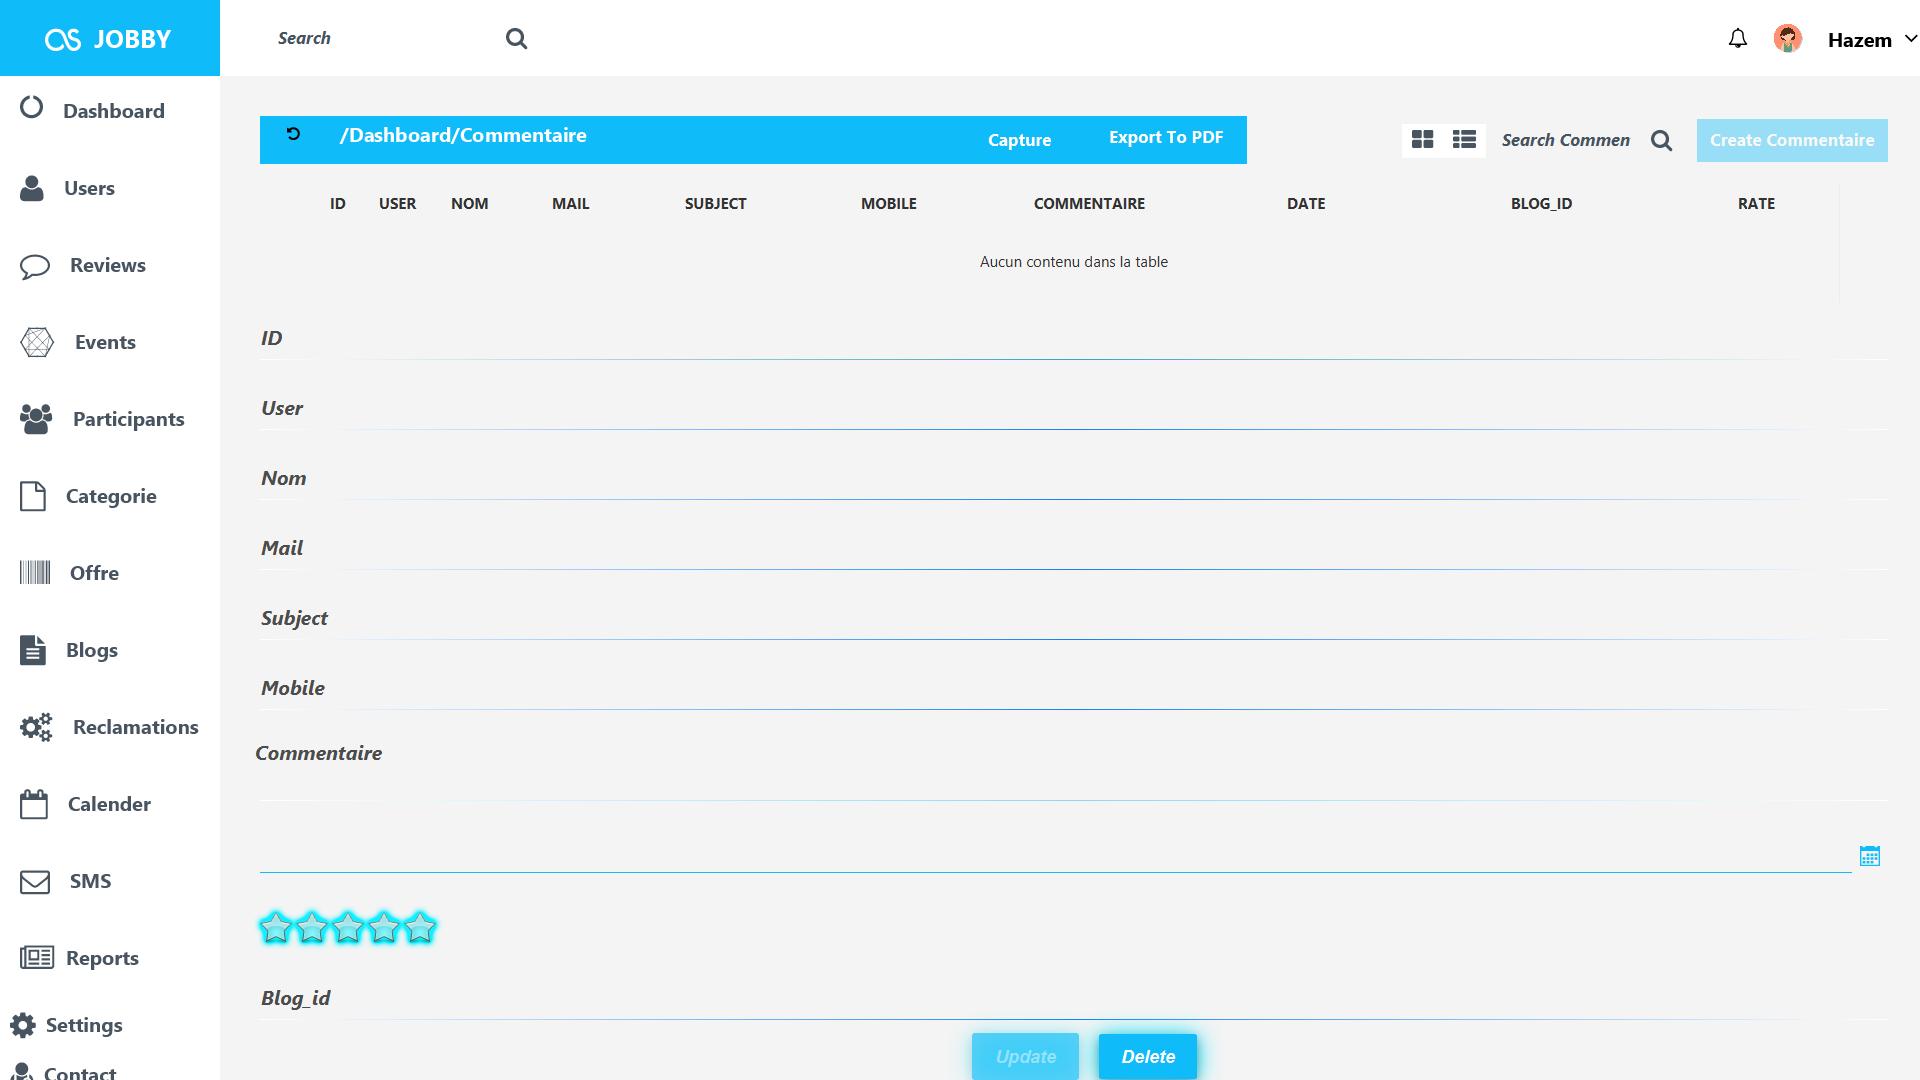 JOBBY
Search
Hazem
Dashboard
Users
Reviews
Events
Participants
Categorie
Offre
Blogs
Reclamations
Calender
SMS
Reports
Settings
Contact
/Dashboard/Commentaire
Capture
Export To PDF
Search Commen
Create Commentaire
ID USER NOM MAIL SUBJECT MOBILE COMMENTAIRE DATE BLOG_ID RATE
Aucun contenu dans la table
ID
User
Nom
Mail
Subject
Mobile
Commentaire
Blog_id
Update
Delete